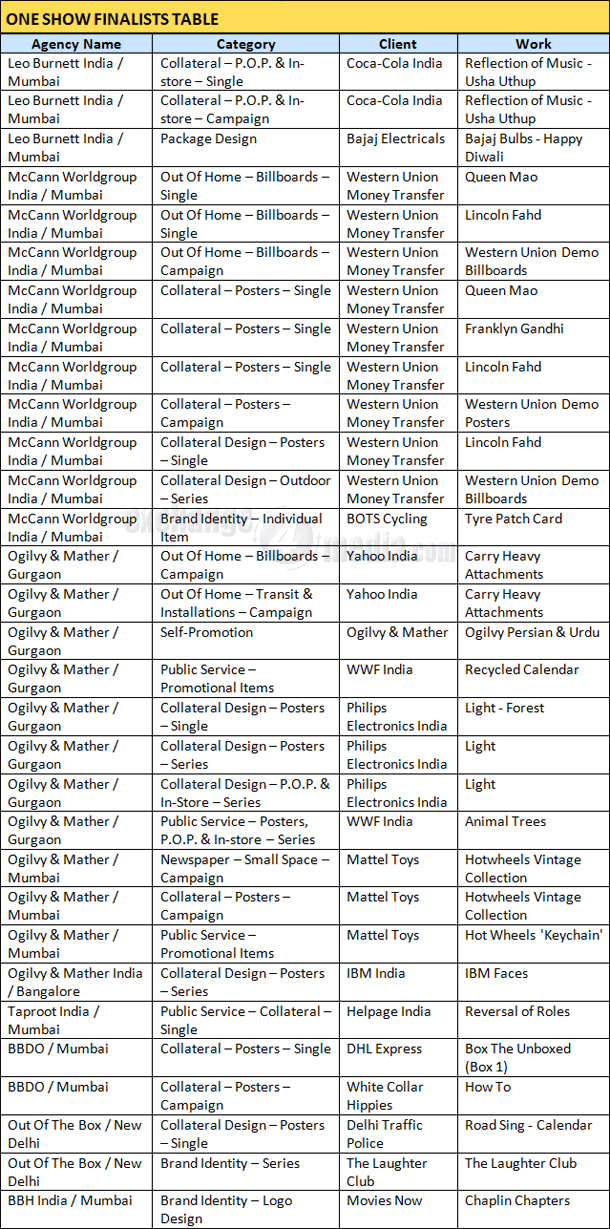 ONE SHOW FINALISTS TABLE
Agency Name Category Client Work
Leo Burnett India / Collateral – P.O.P. & In- Coca-Cola India Reflection of Music -
Mumbai store – Single Usha Uthup
Leo Burnett India / Collateral – P.O.P. & In- Coca-Cola India Reflection of Music -
Mumbai store – Campaign Usha Uthup
Leo Burnett India / Package Design Bajaj Electricals Bajaj Bulbs - Happy
Mumbai Diwali
McCann Worldgroup Out Of Home – Billboards – Western Union Queen Mao
India / Mumbai Single Money Transfer
McCann Worldgroup Out Of Home – Billboards – Western Union Lincoln Fahd
India / Mumbai Single Money Transfer
McCann Worldgroup Out Of Home – Billboards – Western Union Western Union Demo
India / Mumbai Campaign Money Transfer Billboards
McCann Worldgroup Collateral – Posters – Single Western Union Queen Mao
India / Mumbai Money Transfer
McCann Worldgroup Collateral – Posters – Single Western Union Franklyn Gandhi
India / Mumbai Money Transfer
McCann Worldgroup Collateral – Posters – Single Western Union Lincoln Fahd
India / Mumbai Money Transfer
McCann Worldgroup Collateral – Posters – Western Union Western Union Demo
India / Mumbai Campaign Money Transfer Posters
McCann Worldgroup Collateral Design – Posters Western Union Lincoln Fahd
India / Mumbai – Single Money Transfer
McCann Worldgroup Collateral Design – Outdoor Western Union Western Union Demo
India / Mumbai – Series Money Transfer Billboards
McCann Worldgroup Brand Identity – Individual BOTS Cycling Tyre Patch Card
India / Mumbai Item
exchange4media.com
Ogilvy & Mather / Out Of Home – Billboards – Yahoo India Carry Heavy
Gurgaon Campaign Attachments
Ogilvy & Mather / Out Of Home – Transit & Yahoo India Carry Heavy
Gurgaon Installations – Campaign Attachments
Ogilvy & Mather / Self-Promotion Ogilvy & Mather Ogilvy Persian & Urdu
Gurgaon
Ogilvy & Mather / Public Service – WWF India Recycled Calendar
Gurgaon Promotional Items
Ogilvy & Mather / Collateral Design – Posters Philips Light - Forest
Gurgaon – Single Electronics India
Ogilvy & Mather / Collateral Design – Posters Philips Light
Gurgaon – Series Electronics India
Ogilvy & Mather / Collateral Design – P.O.P. & Philips Light
Gurgaon In-Store – Series Electronics India
Ogilvy & Mather / Public Service – Posters, WWF India Animal Trees
Gurgaon P.O.P. & In-store – Series
Ogilvy & Mather / Newspaper – Small Space – Mattel Toys Hotwheels Vintage
Mumbai Campaign Collection
Ogilvy & Mather / Collateral – Posters – Mattel Toys Hotwheels Vintage
Mumbai Campaign Collection
Ogilvy & Mather / Public Service – Mattel Toys Hot Wheels 'Keychain'
Mumbai Promotional Items
Ogilvy & Mather India Collateral Design – Posters IBM India IBM Faces
/ Bangalore – Series
Taproot India / Public Service – Collateral – Helpage India Reversal of Roles
Mumbai Single
BBDO / Mumbai Collateral – Posters – Single DHL Express Box The Unboxed
(Box 1)
BBDO / Mumbai Collateral – Posters – White Collar How To
Campaign Hippies
Out Of The Box / New Collateral Design – Posters Delhi Traffic Road Sing - Calendar
Delhi – Single Police
Out Of The Box / New Brand Identity – Series The Laughter The Laughter Club
Delhi Club
BBH India / Mumbai Brand Identity – Logo Movies Now Chaplin Chapters
Design